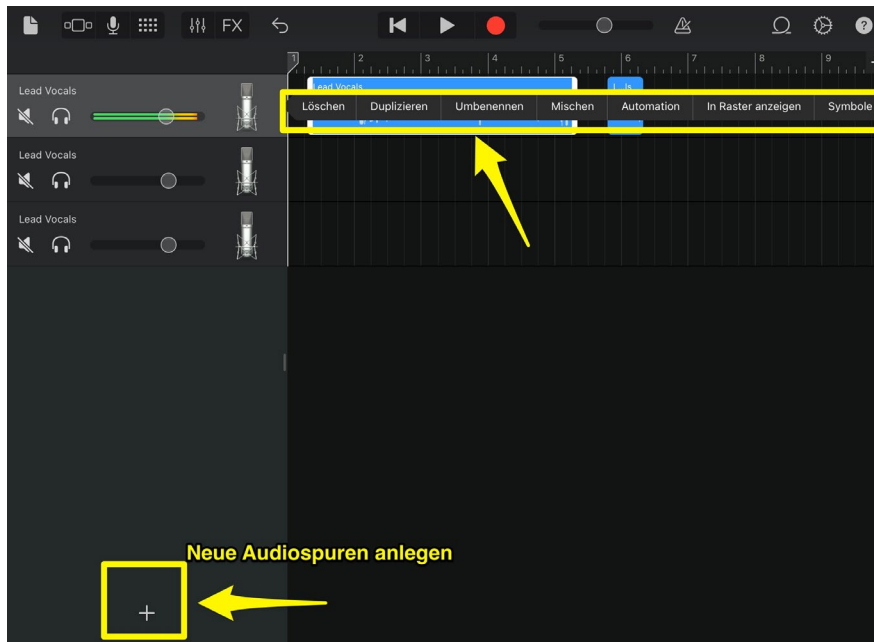 FX
?
1 2 3 4 5 6 7 8 9
Lead Vocals
Lead Vocals
Löschen Duplizieren Umbenennen Mischen Automation In Raster anzeigen Symbole
Lead Vocals
Lead Vocals
Neue Audiospuren anlegen